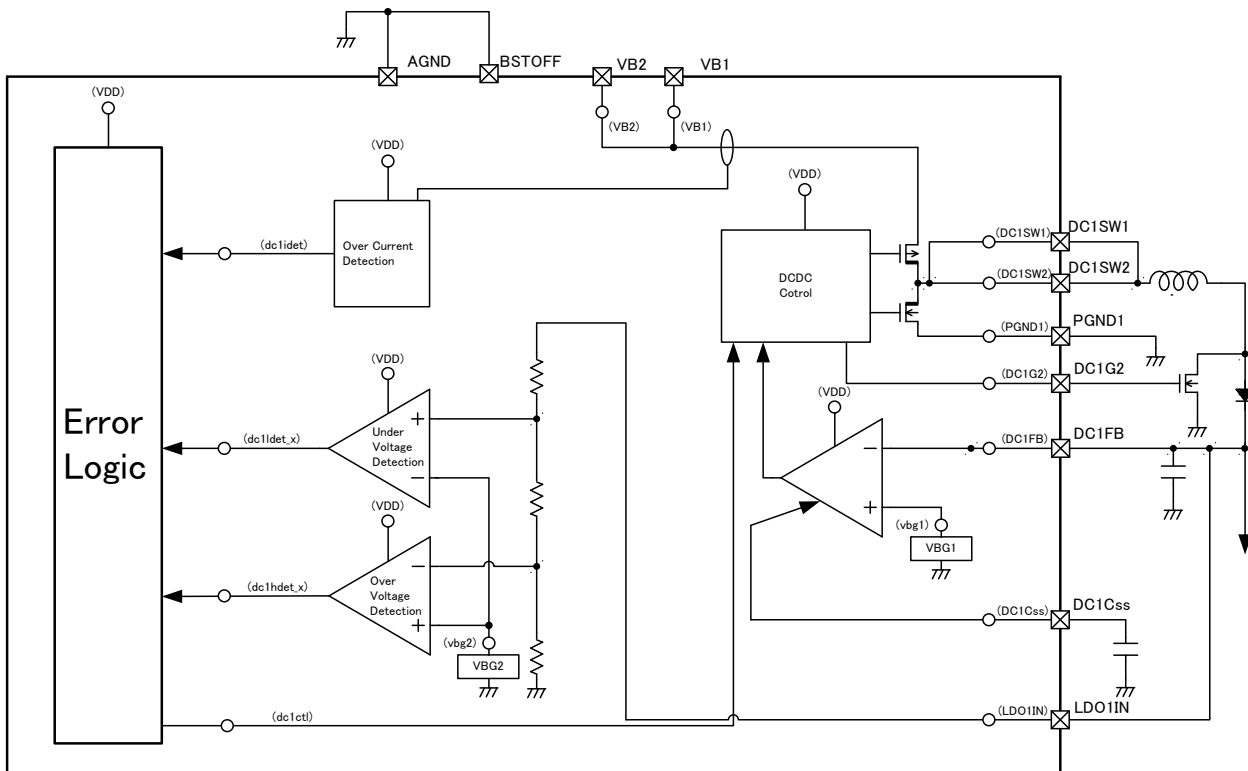 AGND
BSTOFF
VB2
VB1
(VDD)
(VB2)
(VB1)
(VDD)
(VDD)
Over Current
Detection
(dc1idet)
DCDC
Cotrol
(DC1SW1)
DC1SW1
(DC1SW2)
DC1SW2
(PGND1)
PGND1
(DC1G2)
DC1G2
(VDD)
(VDD)
Error
Logic
+
Under
Voltage
Detection
−
(dc1ldet_x)
−
+
(DC1FB)
DC1FB
(vbg1)
VBG1
(VDD)
−
Over
Voltage
Detection
+
(dc1hdet_x)
(vbg2)
VBG2
(DC1Css)
DC1Css
(dc1ctl)
(LDO1IN)
LDO1IN